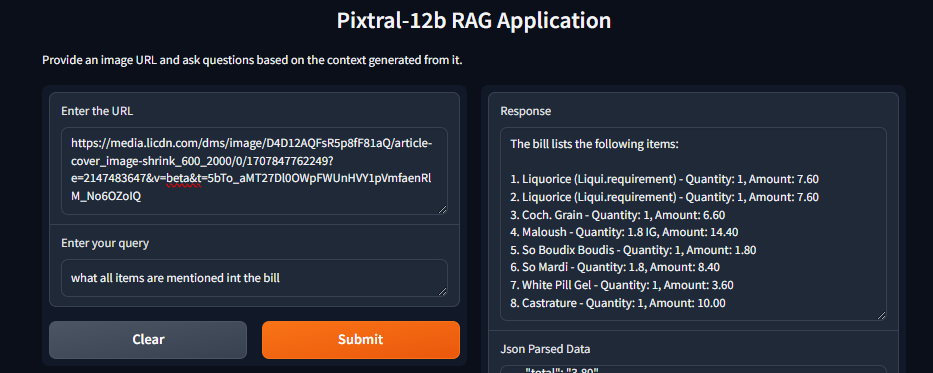 Pixtral-12b RAG Application
Provide an image URL and ask questions based on the context generated from it.
Enter the URL
https://media.licdn.com/dms/image/D4D12AQFsR5p8fF81aQ/article-
cover_image-shrink_600_2000/0/1707847762249?
e=2147483647&v=beta&t=5bTo_aMT27Dl0OWpFWUnHVY1pVmfaenRl
M_No6OZoIQ
Enter your query
what all items are mentioned int the bill
Clear
Submit
Response
The bill lists the following items:
1. Liquorice (Liqui.requirement) - Quantity: 1, Amount: 7.60
2. Liquorice (Liqui.requirement) - Quantity: 1, Amount: 7.60
3. Coch. Grain - Quantity: 1, Amount: 6.60
4. Maloush - Quantity: 1.8 IG, Amount: 14.40
5. So Boudix Boudis - Quantity: 1, Amount: 1.80
6. So Mardi - Quantity: 1.8, Amount: 8.40
7. White Pill Gel - Quantity: 1, Amount: 3.60
8. Castrature - Quantity: 1, Amount: 10.00
Json Parsed Data
"total": "3.80"